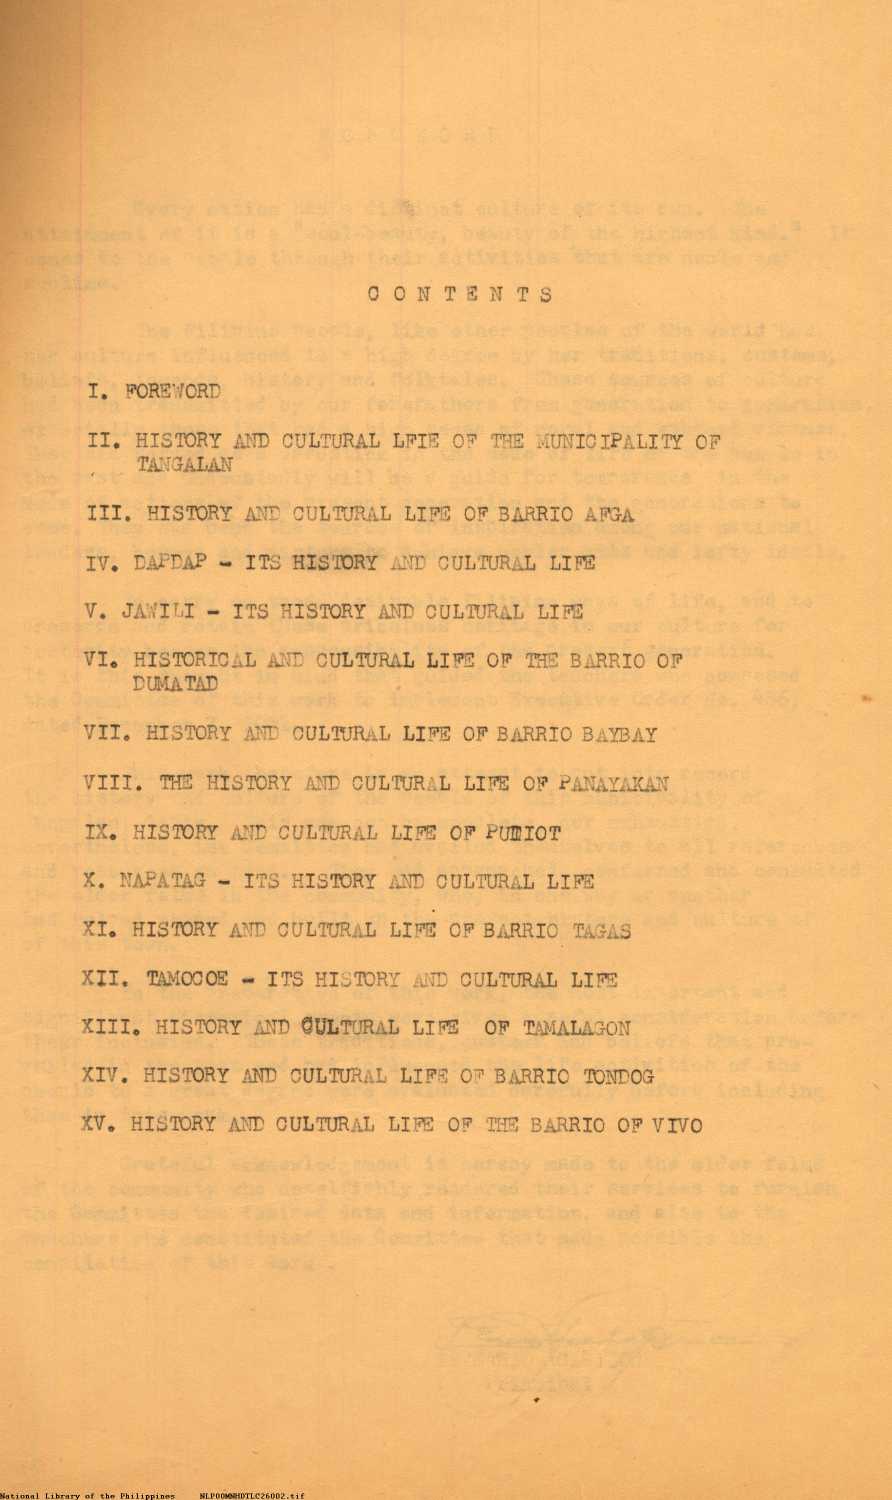 C O N T E N T S
I. FOREWORD
II. HISTORY AND CULTURAL LFIE OF THE MUNICIPALITY OF
TANGALAN
III. HISTORY AND CULTURAL LIFE OF BARRIO AFGA
IV. DAPDAP - ITS HISTORY AND CULTURAL LIFE
V. JAWILI - ITS HISTORY AND CULTURAL LIFE
VI. HISTORICAL AND CULTURAL LIFE OF THE BARRIO OF
DUMATAD
VII. HISTORY AND CULTURAL LIFE OF BARRIO BAYBAY
VIII. THE HISTORY AND CULTURAL LIFE OF PANAYAKAN
IX. HISTORY AND CULTURAL LIFE OF PUDIOT
X. NAPATAG - ITS HISTORY AND CULTURAL LIFE
XI. HISTORY AND CULTURAL LIFE OF BARRIO TAGAS
XII. TAMOCOE - ITS HISTORY AND CULTURAL LIFE
XIII. HISTORY AND CULTURAL LIFE OF TAMALAGON
XIV. HISTORY AND CULTURAL LIFE OF BARRIO TONDOG
XV. HISTORY AND CULTURAL LIFE OF THE BARRIO OF VIVO
National Library of the Philippines NLP00MNHDTLC26002.tif